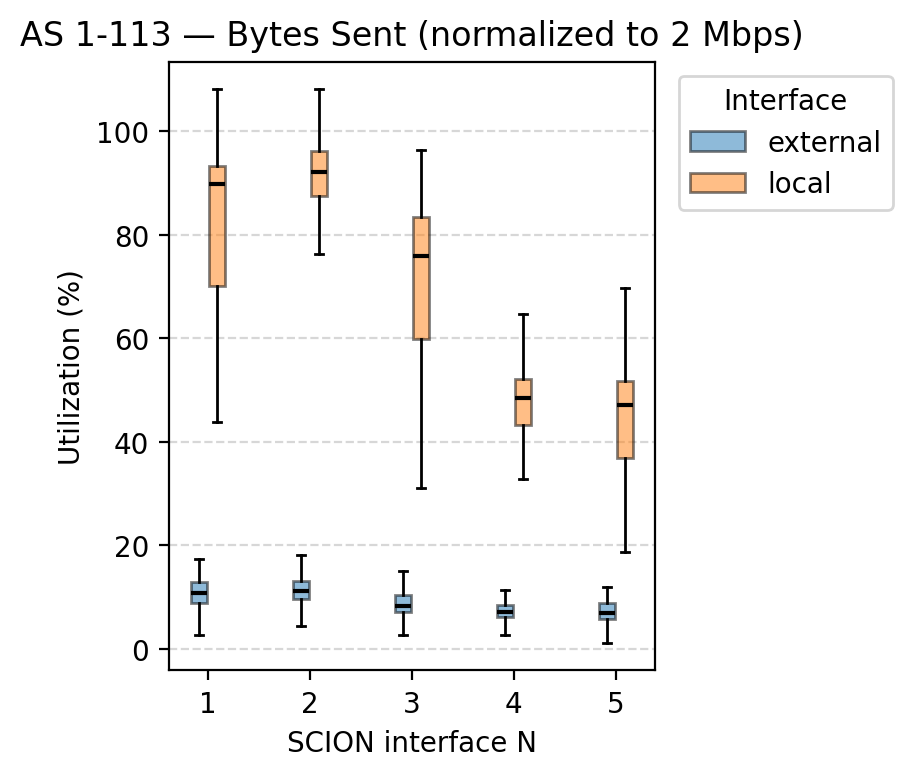 AS 1-113 — Bytes Sent (normalized to 2 Mbps)
Interface
external
local
Utilization (%)
100
80
60
40
20
0
1 2 3 4 5
SCION interface N